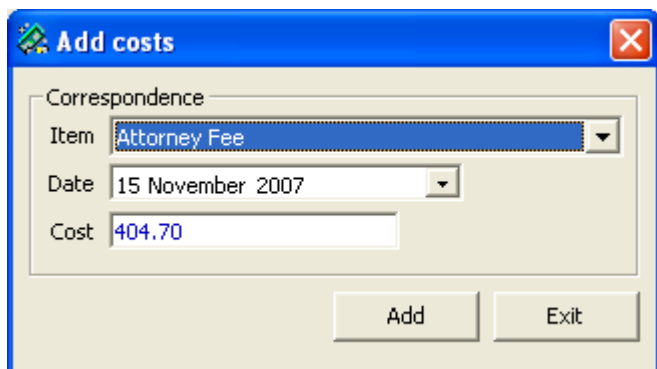 Add costs
Correspondence
Item Attorney Fee
Date 15 November 2007
Cost 404.70
Add Exit